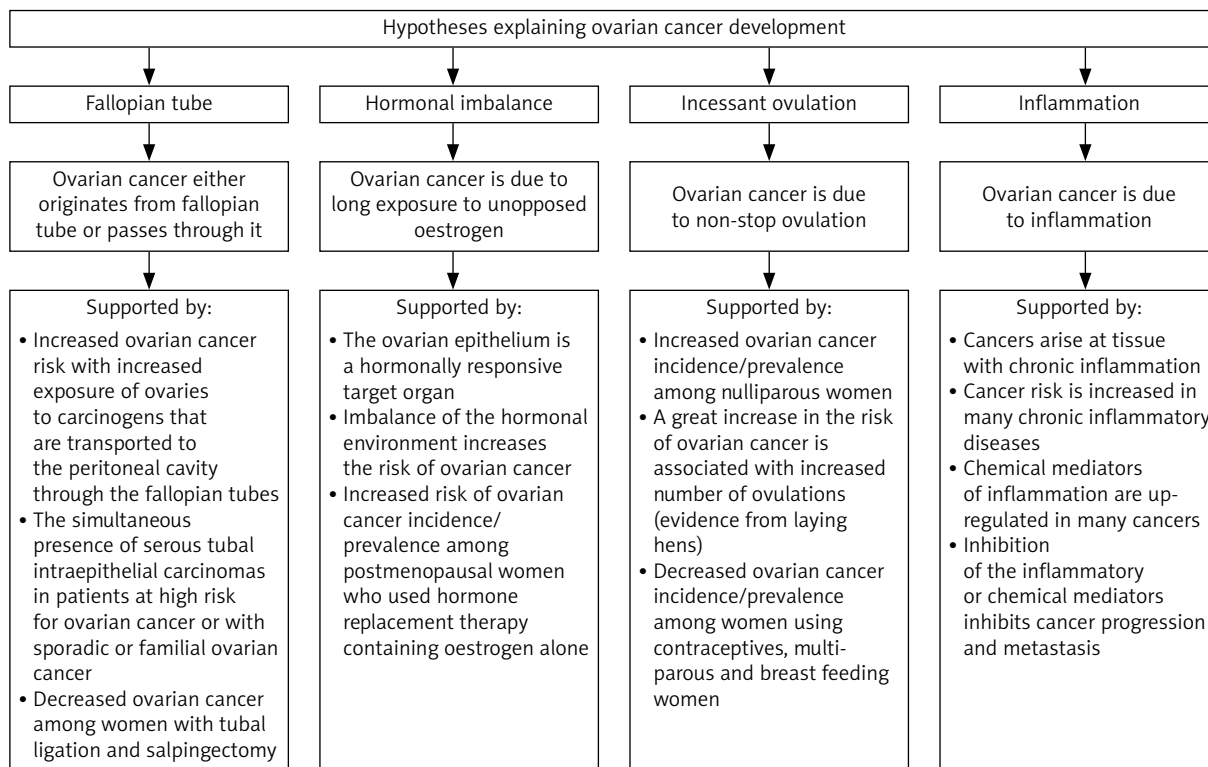 Hypotheses explaining ovarian cancer development
Fallopian tube
Hormonal imbalance
Incessant ovulation
Inflammation
Ovarian cancer either
originates from fallopian
tube or passes through it
Ovarian cancer is due to
long exposure to unopposed
oestrogen
Ovarian cancer is due
to non-stop ovulation
Ovarian cancer is due
to inflammation
Supported by:
• Increased ovarian cancer
risk with increased
exposure of ovaries
to carcinogens that
are transported to
the peritoneal cavity
through the fallopian tubes
• The simultaneous
presence of serous tubal
intraepithelial carcinomas
in patients at high risk
for ovarian cancer or with
sporadic or familial ovarian
cancer
• Decreased ovarian cancer
among women with tubal
ligation and salpingectomy
Supported by:
• The ovarian epithelium is
a hormonally responsive
target organ
• Imbalance of the hormonal
environment increases
the risk of ovarian cancer
• Increased risk of ovarian
cancer incidence/
prevalence among
postmenopausal women
who used hormone
replacement therapy
containing oestrogen alone
Supported by:
• Increased ovarian cancer
incidence/prevalence
among nulliparous women
• A great increase in the risk
of ovarian cancer is
associated with increased
number of ovulations
(evidence from laying
hens)
• Decreased ovarian cancer
incidence/prevalence
among women using
contraceptives, multi-
parous and breast feeding
women
Supported by:
• Cancers arise at tissue
with chronic inflammation
• Cancer risk is increased in
many chronic inflammatory
diseases
• Chemical mediators
of inflammation are up-
regulated in many cancers
• Inhibition
of the inflammatory
or chemical mediators
inhibits cancer progression
and metastasis